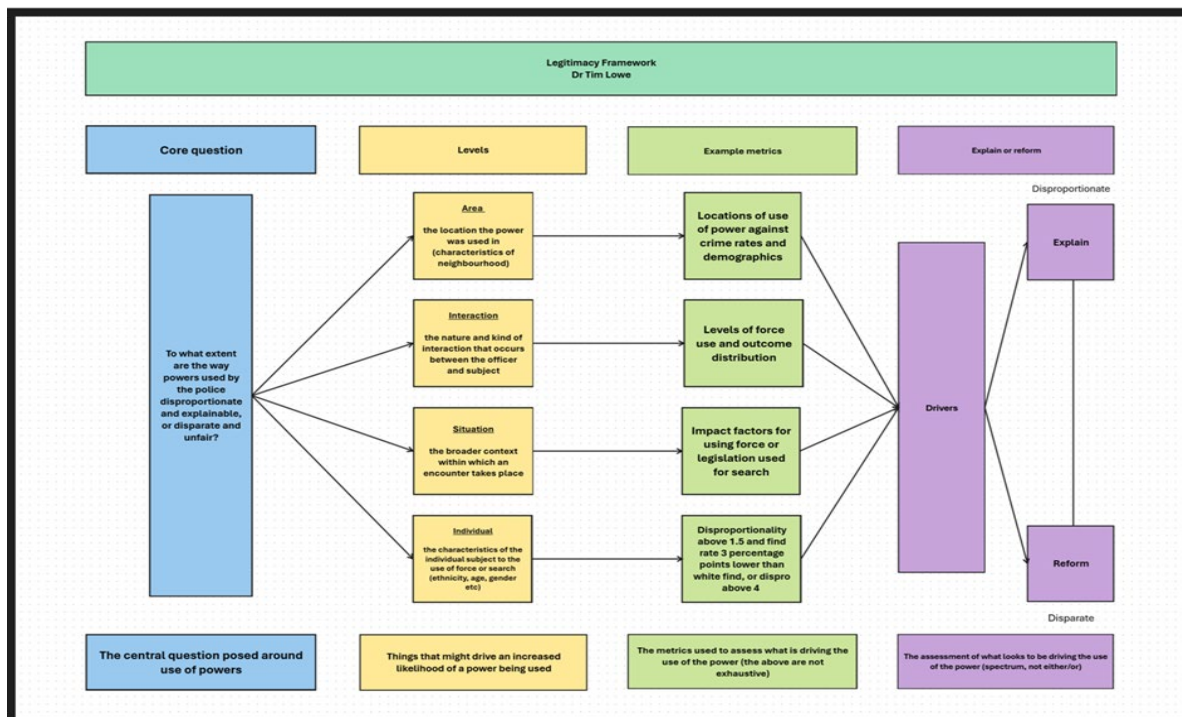 Legitimacy Framework
Dr Tim Lowe
Core question
Levels
Example metrics
Explain or reform
To what extent
are the way
powers used by
the police
disproportionate
and explainable,
or disparate and
unfair?
Area
the location the power
was used in
(characteristics of
neighbourhood)
Interaction
the nature and kind of
interaction that occurs
between the officer
and subject
Situation
the broader context
within which an
encounter takes place
Individual
the characteristics of the
individual subject to the
use of force or search
(ethnicity, age, gender
etc)
Locations of use
of power against
crime rates and
demographics
Levels of force
use and outcome
distribution
Impact factors for
using force or
legislation used
for search
Disproportionality
above 1.5 and find
rate 3 percentage
points lower than
white find, or dispro
above 4
Drivers
Disproportionate
Explain
Reform
Disparate
The central question posed around
use of powers
Things that might drive an increased
likelihood of a power being used
The metrics used to assess what is driving the
use of the power (the above are not
exhaustive)
The assessment of what looks to be driving the use
of the power (spectrum, not either/or)